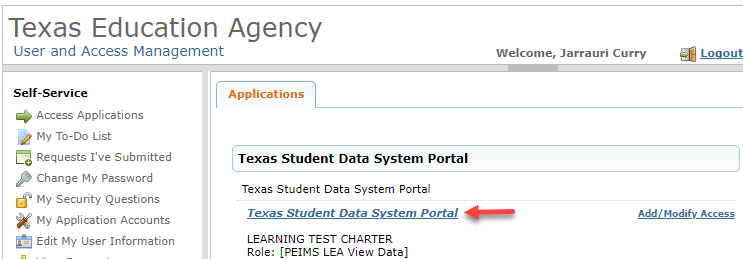 Texas Education Agency
User and Access Management
Welcome, Jarrauri Curry
Logout
Self-Service
Access Applications
My To-Do List
Requests I've Submitted
Change My Password
My Security Questions
My Application Accounts
Edit My User Information
Applications
Texas Student Data System Portal
Texas Student Data System Portal
Texas Student Data System Portal
Add/Modify Access
LEARNING TEST CHARTER
Role: [PEIMS LEA View Data]